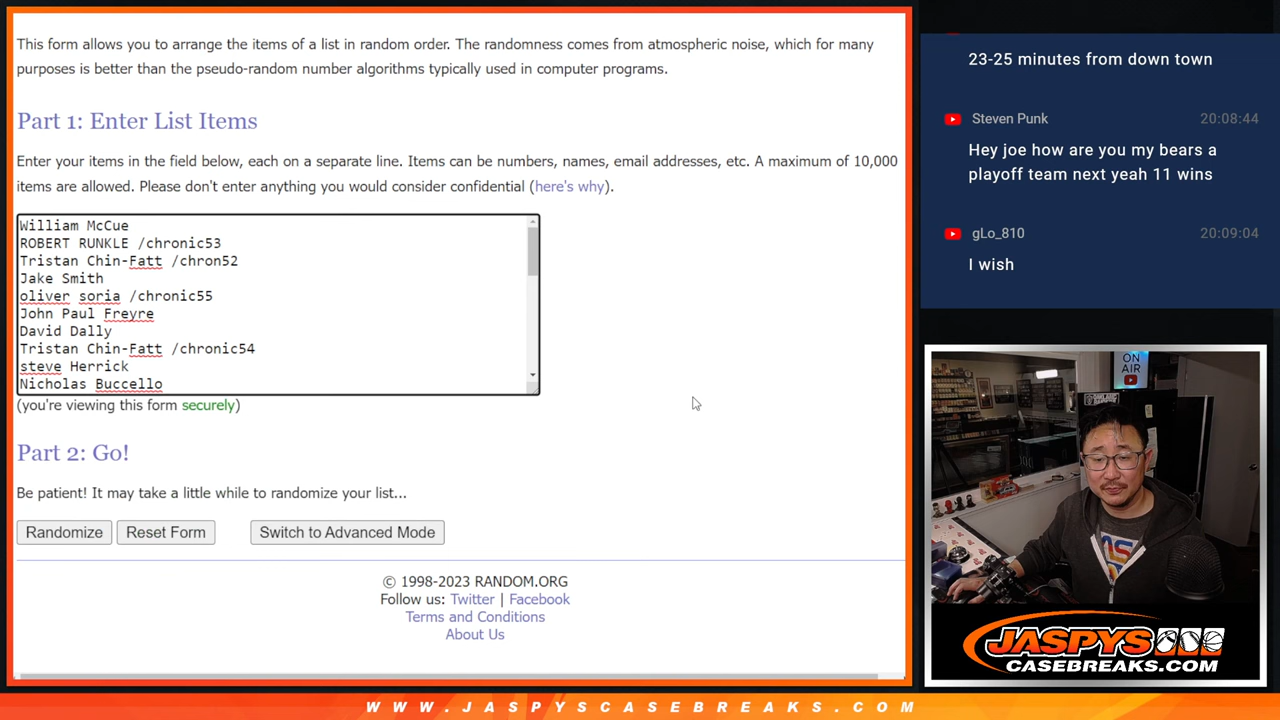 This form allows you to arrange the items of a list in random order. The randomness comes from atmospheric noise, which for many
purposes is better than the pseudo-random number algorithms typically used in computer programs.
Part 1: Enter List Items
Enter your items in the field below, each on a separate line. Items can be numbers, names, email addresses, etc. A maximum of 10,000
items are allowed. Please don't enter anything you would consider confidential (here's why).
William McCue
ROBERT RUNKLE /chronic53
Tristan Chin-Fatt /chron52
Jake Smith
oliver soria /chronic55
John Paul Freyre
David Dally
Tristan Chin-Fatt /chronic54
steve Herrick
Nicholas Buccello
(you're viewing this form securely)
Part 2: Go!
Be patient! It may take a little while to randomize your list...
Randomize
Reset Form
Switch to Advanced Mode
© 1998-2023 RANDOM.ORG
Follow us: Twitter | Facebook
Terms and Conditions
About Us
23-25 minutes from down town
Steven Punk 20:08:44
Hey joe how are you my bears a
playoff team next yeah 11 wins
gLo_810 20:09:04
I wish
ON
AIR
JASPYS
CASEBREAKS.COM
WWW.JASPYSCASEBREAKS.COM